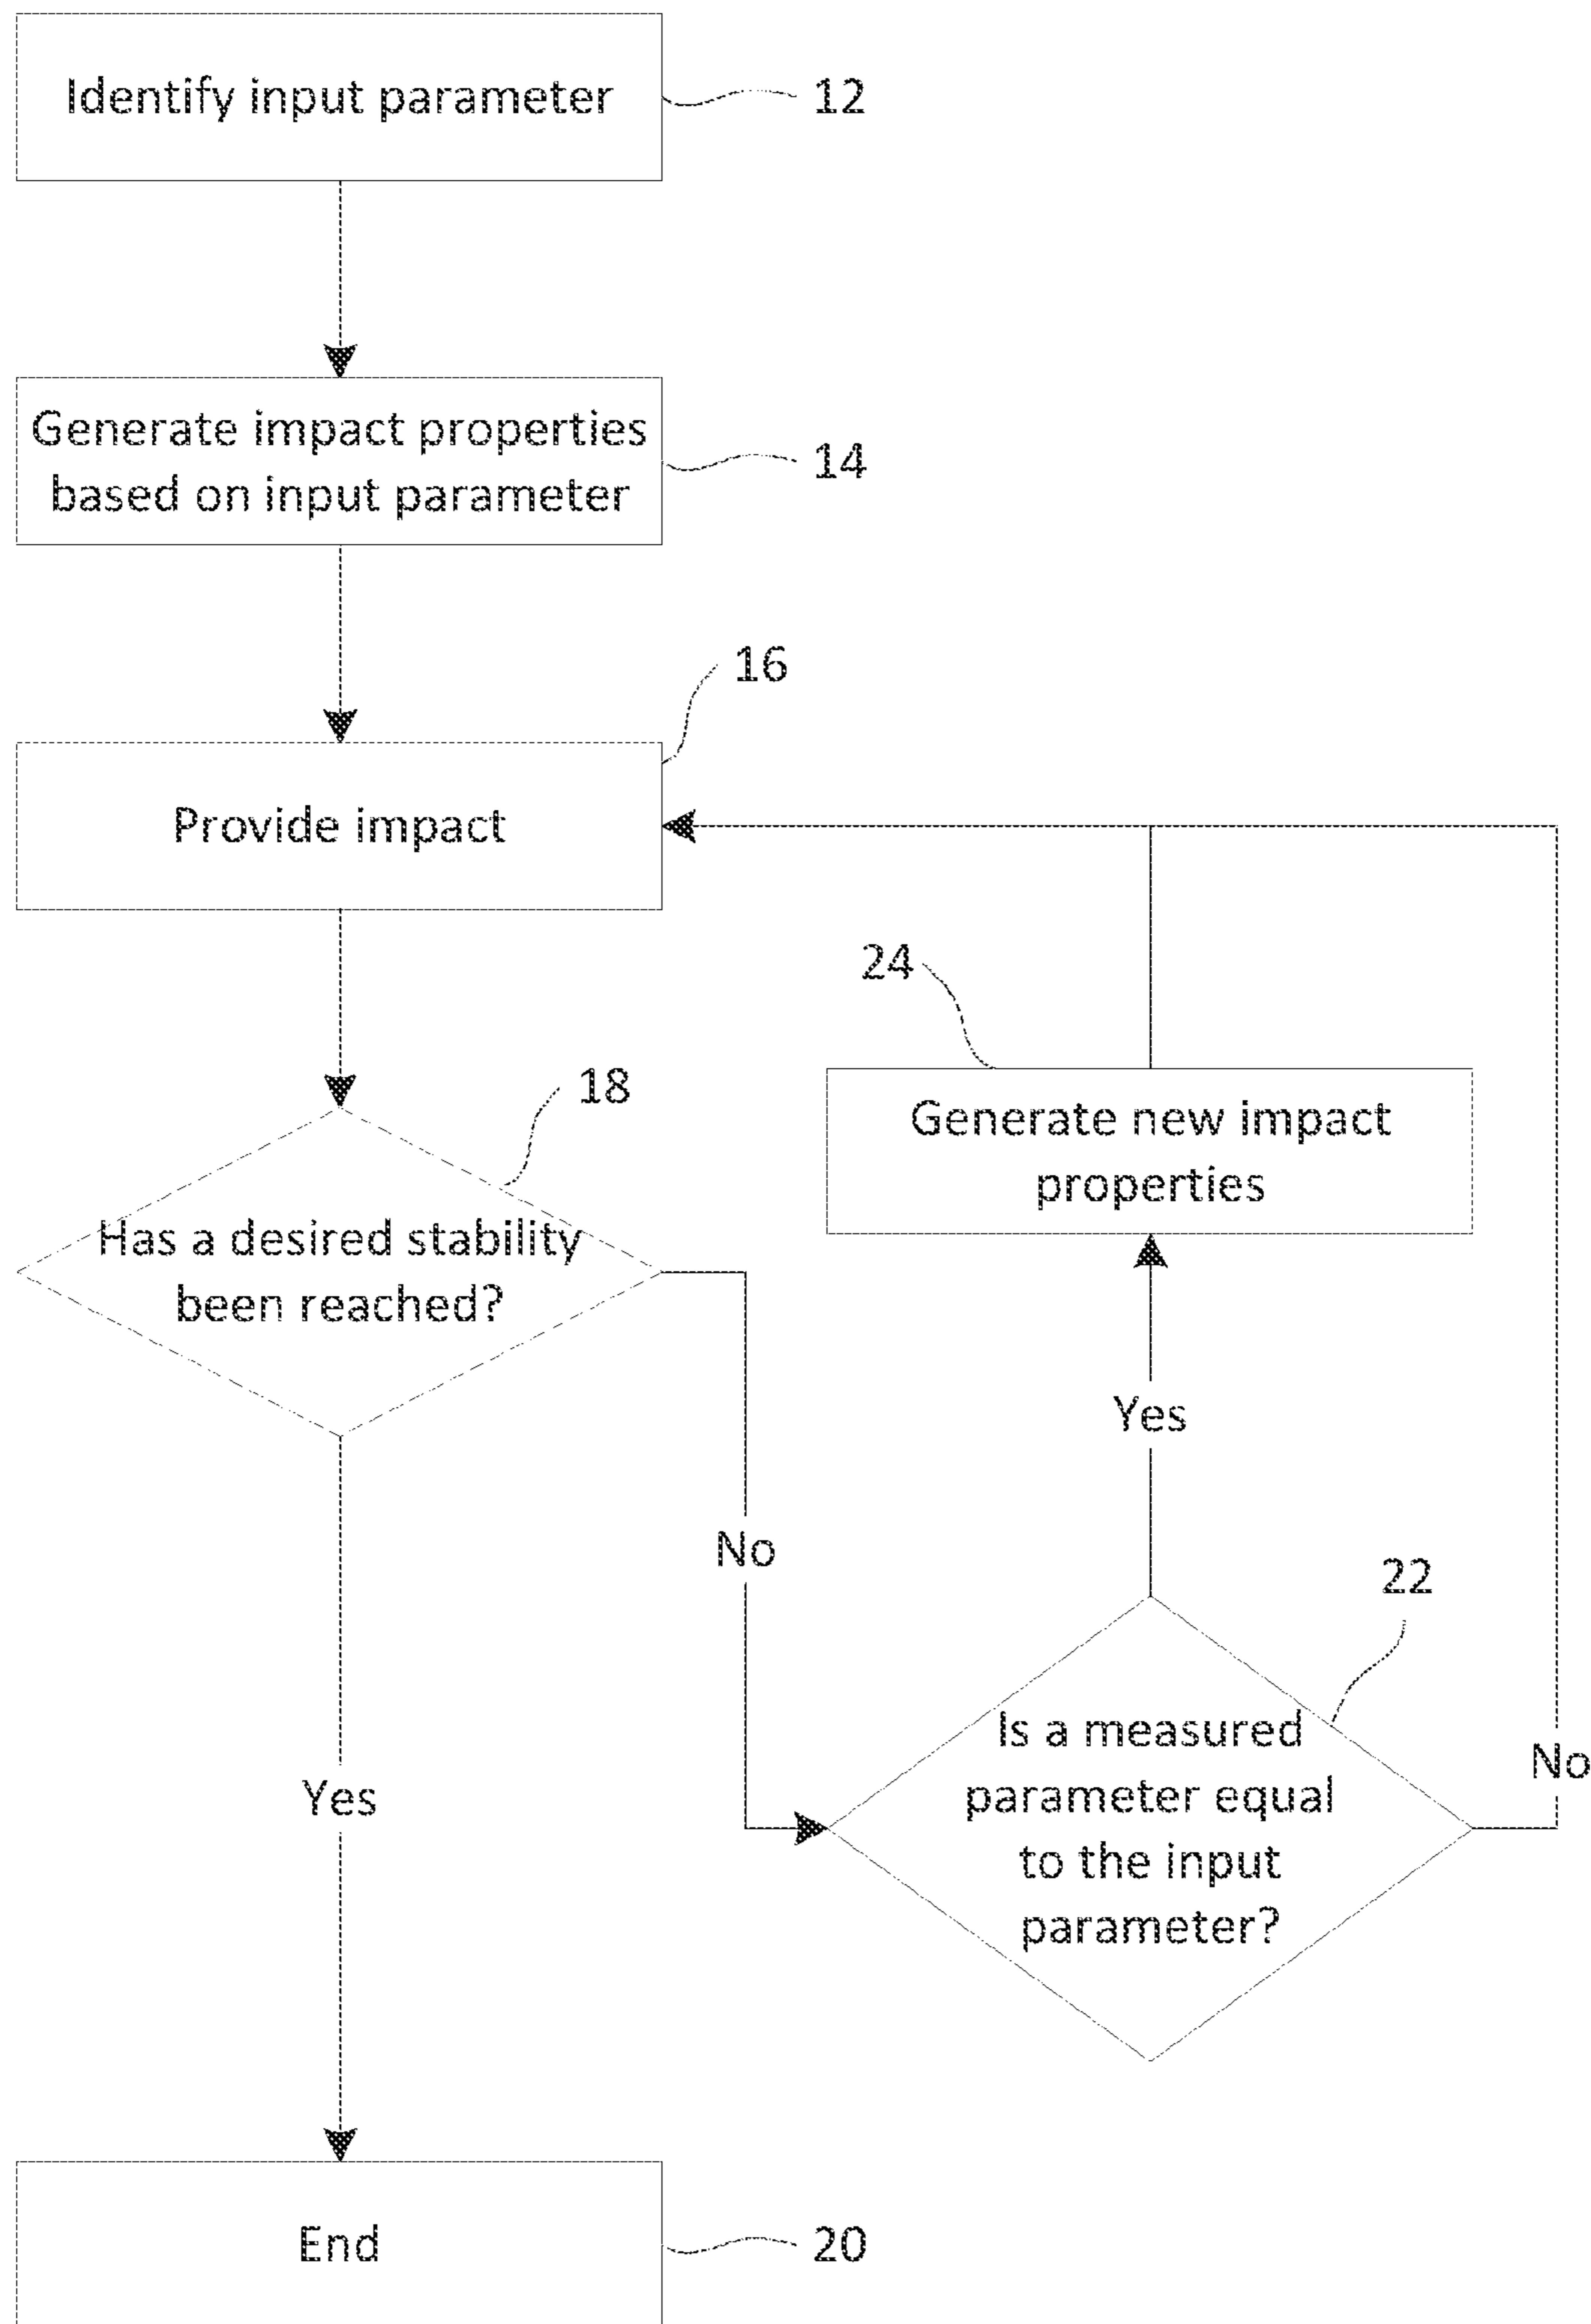 Identify input parameter
12
Generate impact properties
based on input parameter
14
16
Provide impact
24
18
Generate new impact
properties
Has a desired stability
been reached?
Yes
No
22
Is a measured
parameter equal
to the input
parameter?
No
Yes
End
20